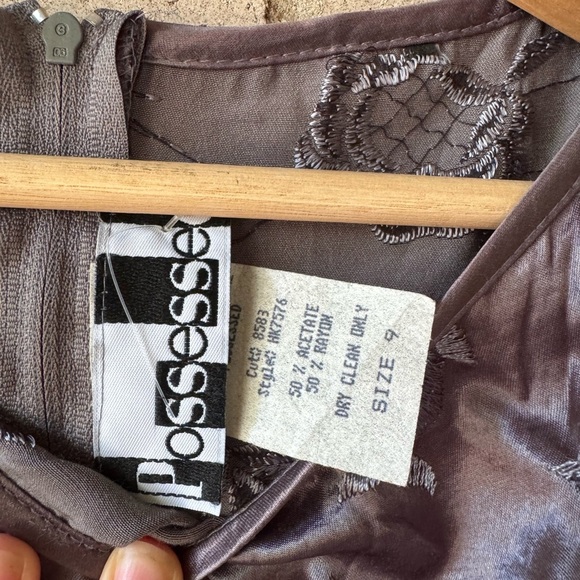 Possessed
Cut: 8583
Style: HK7576
50 % ACETATE
50 % RAYON
DRY CLEAN ONLY
SIZE 9